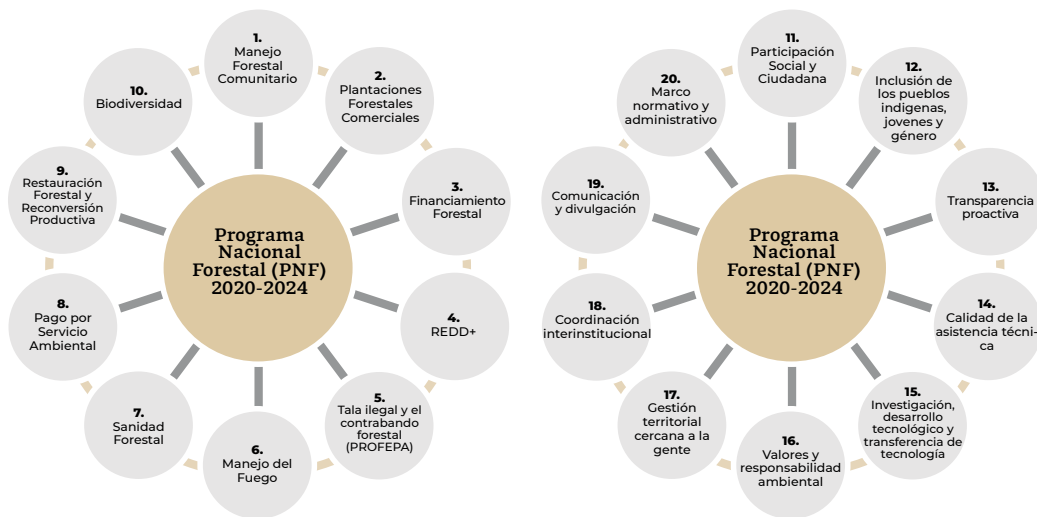 1.
Manejo
Forestal
Comunitario
2.
Plantaciones
Forestales
Comerciales
3.
Financiamiento
Forestal
4.
REDD+
5.
Tala ilegal y el
contrabando
forestal
(PROFEPA)
6.
Manejo del
Fuego
7.
Sanidad
Forestal
8.
Pago por
Servicio
Ambiental
9.
Restauración
Forestal y
Reconversión
Productiva
10.
Biodiversidad
Programa
Nacional
Forestal (PNF)
2020-2024
11.
Participación
Social y
Ciudadana
12.
Inclusión de
los pueblos
indigenas,
jovenes y
género
13.
Transparencia
proactiva
14.
Calidad de la
asistencia técni-
ca
15.
Investigación,
desarrollo
tecnológico y
transferencia de
tecnología
16.
Valores y
responsabilidad
ambiental
17.
Gestión
territorial
cercana a la
gente
18.
Coordinación
interinstitucional
19.
Comunicación
y divulgación
20.
Marco
normativo y
administrativo
Programa
Nacional
Forestal (PNF)
2020-2024